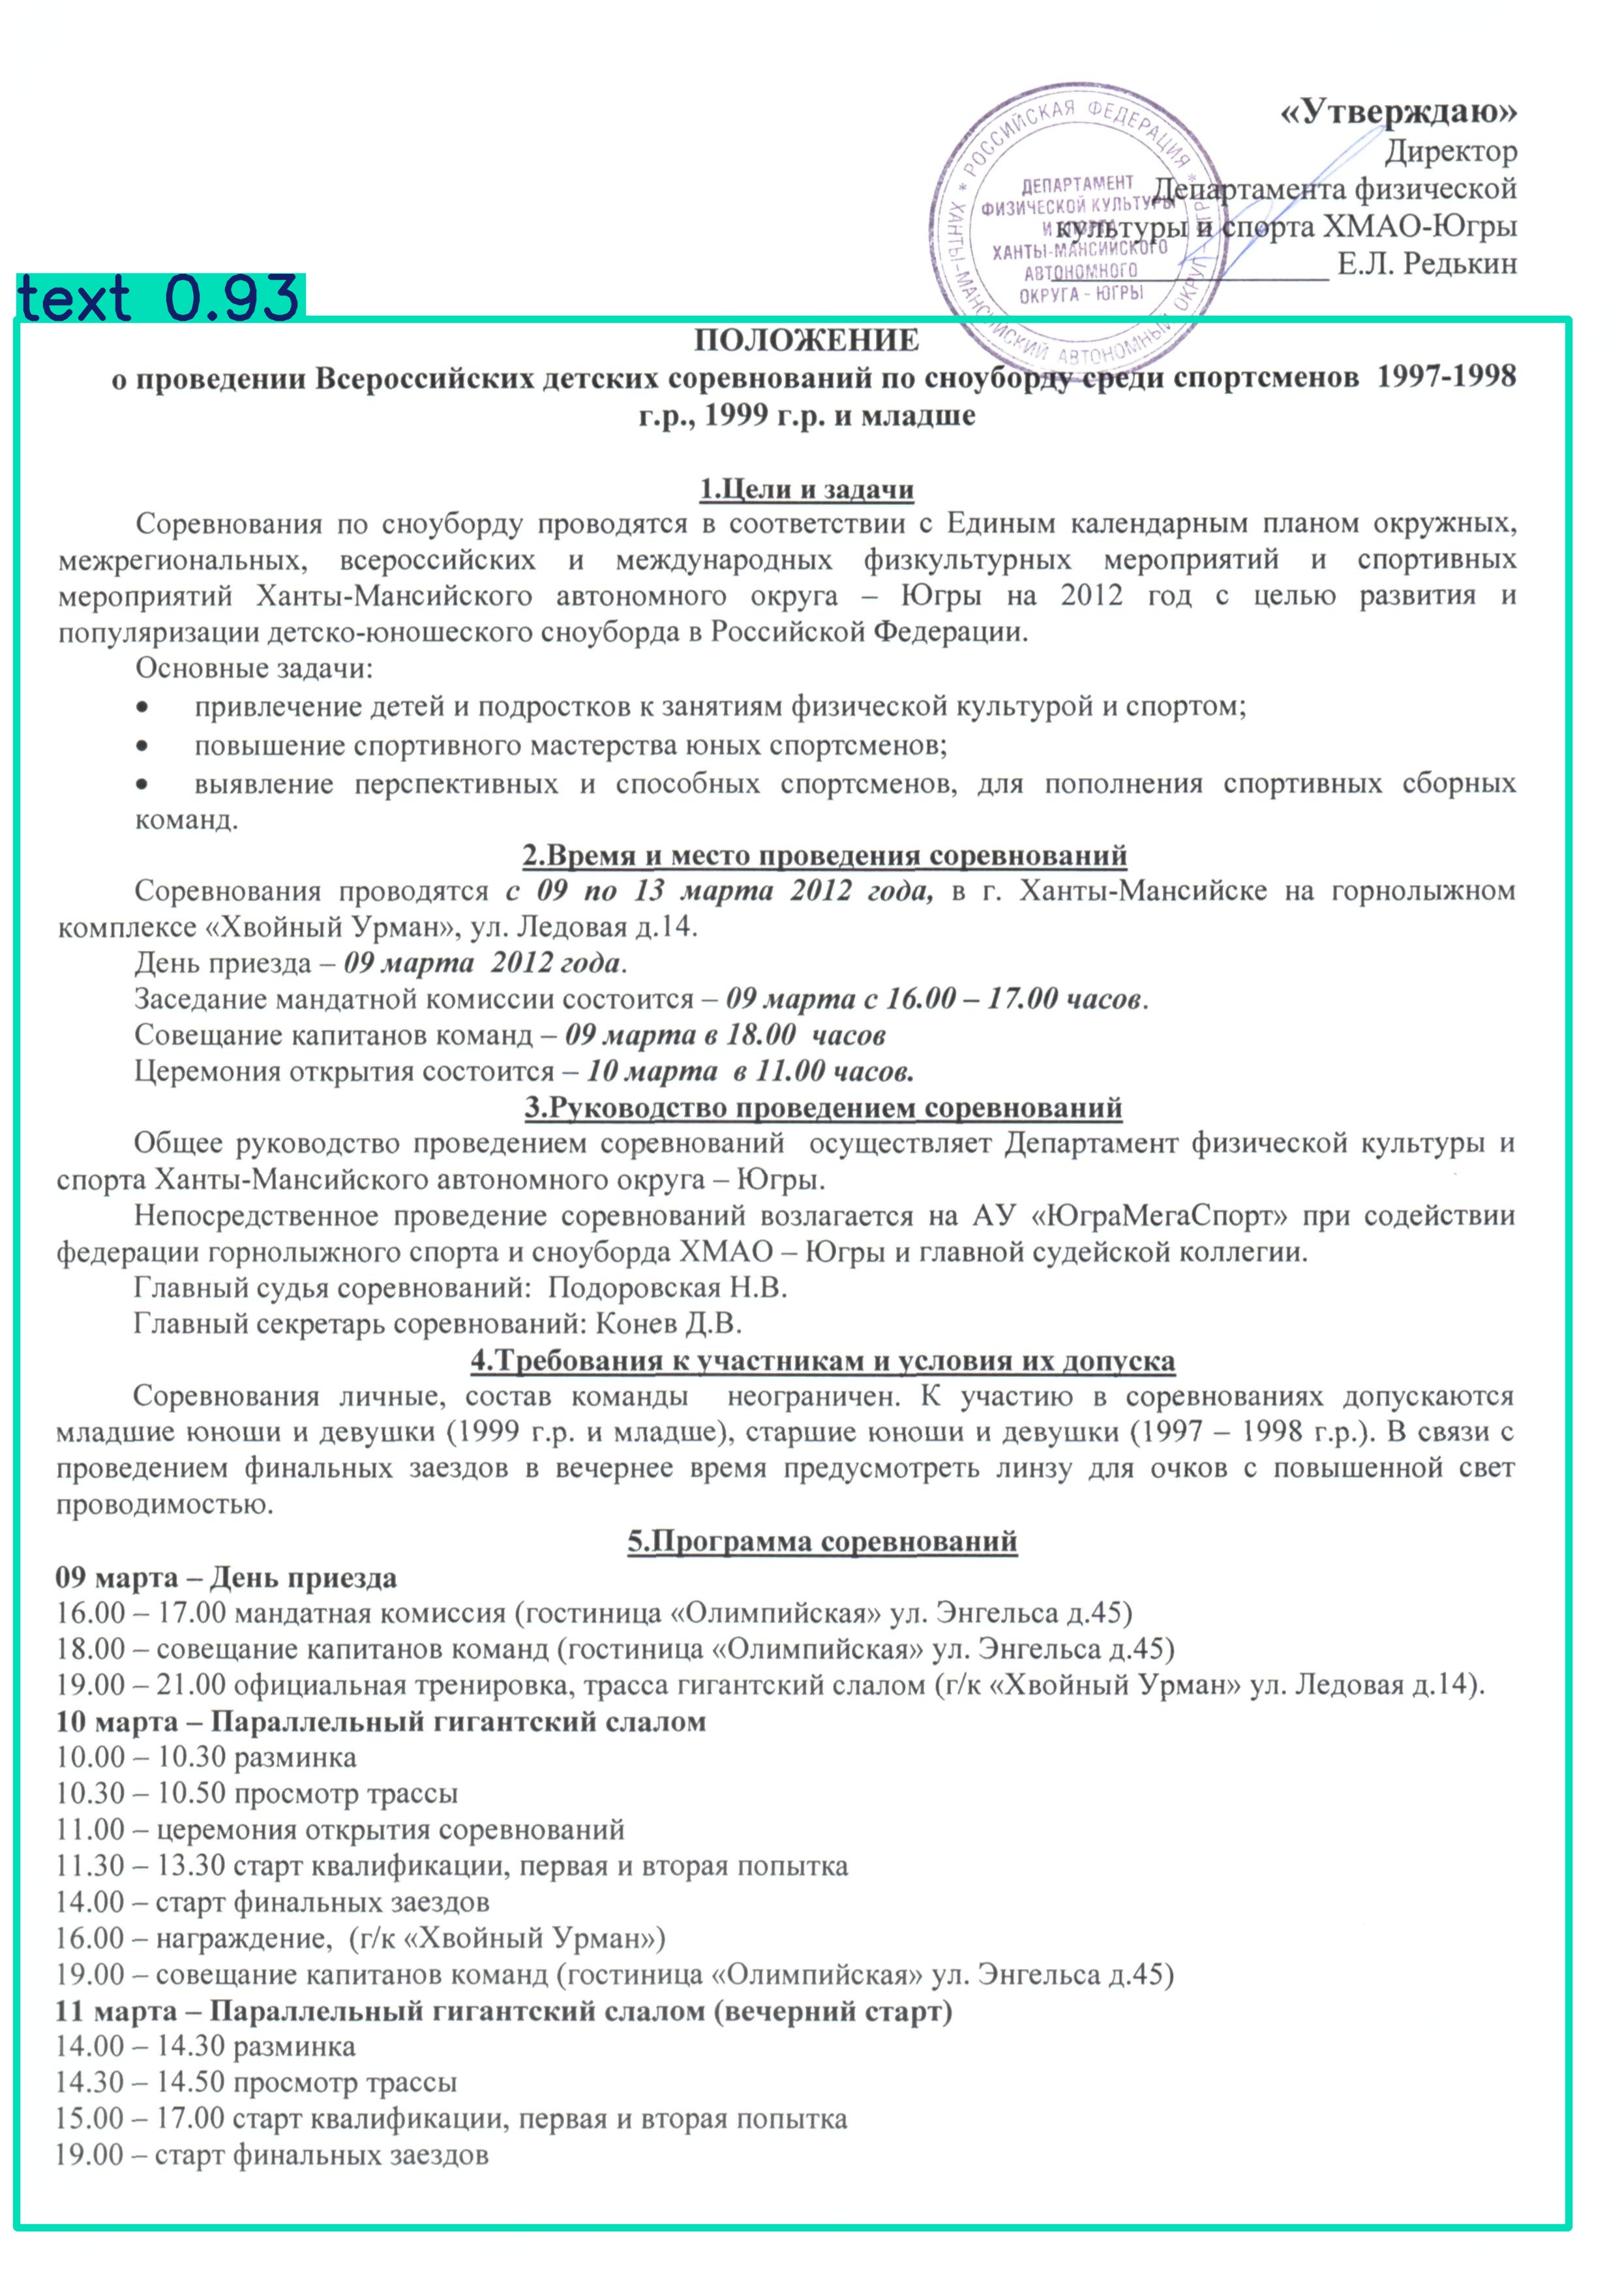 «Утверждаю»
Директор
Департамента физической
культуры и спорта ХМАО-Югры
Е.Л. Редькин
* РОССИЙСКАЯ ФЕДЕРАЦИЯ *
ХАНТЫ-МАНСИЙСКИЙ АВТОНОМНЫЙ ОКРУГ
ДЕПАРТАМЕНТ
ФИЗИЧЕСКОЙ КУЛЬТУРЫ
И СПОРТА
ХАНТЫ-МАНСИЙСКОГО
АВТОНОМНОГО
ОКРУГА - ЮГРЫ
text 0.93
ПОЛОЖЕНИЕ
о проведении Всероссийских детских соревнований по сноуборду среди спортсменов 1997-1998
г.р., 1999 г.р. и младше
1.Цели и задачи
Соревнования по сноуборду проводятся в соответствии с Единым календарным планом окружных,
межрегиональных, всероссийских и международных физкультурных мероприятий и спортивных
мероприятий Ханты-Мансийского автономного округа – Югры на 2012 год с целью развития и
популяризации детско-юношеского сноуборда в Российской Федерации.
Основные задачи:
• привлечение детей и подростков к занятиям физической культурой и спортом;
• повышение спортивного мастерства юных спортсменов;
• выявление перспективных и способных спортсменов, для пополнения спортивных сборных
команд.
2.Время и место проведения соревнований
Соревнования проводятся с 09 по 13 марта 2012 года, в г. Ханты-Мансийске на горнолыжном
комплексе «Хвойный Урман», ул. Ледовая д.14.
День приезда – 09 марта 2012 года.
Заседание мандатной комиссии состоится – 09 марта с 16.00 – 17.00 часов.
Совещание капитанов команд – 09 марта в 18.00 часов
Церемония открытия состоится – 10 марта в 11.00 часов.
3.Руководство проведением соревнований
Общее руководство проведением соревнований осуществляет Департамент физической культуры и
спорта Ханты-Мансийского автономного округа – Югры.
Непосредственное проведение соревнований возлагается на АУ «ЮграМегаСпорт» при содействии
федерации горнолыжного спорта и сноуборда ХМАО – Югры и главной судейской коллегии.
Главный судья соревнований: Подоровская Н.В.
Главный секретарь соревнований: Конев Д.В.
4.Требования к участникам и условия их допуска
Соревнования личные, состав команды неограничен. К участию в соревнованиях допускаются
младшие юноши и девушки (1999 г.р. и младше), старшие юноши и девушки (1997 – 1998 г.р.). В связи с
проведением финальных заездов в вечернее время предусмотреть линзу для очков с повышенной свет
проводимостью.
5.Программа соревнований
09 марта – День приезда
16.00 – 17.00 мандатная комиссия (гостиница «Олимпийская» ул. Энгельса д.45)
18.00 – совещание капитанов команд (гостиница «Олимпийская» ул. Энгельса д.45)
19.00 – 21.00 официальная тренировка, трасса гигантский слалом (г/к «Хвойный Урман» ул. Ледовая д.14).
10 марта – Параллельный гигантский слалом
10.00 – 10.30 разминка
10.30 – 10.50 просмотр трассы
11.00 – церемония открытия соревнований
11.30 – 13.30 старт квалификации, первая и вторая попытка
14.00 – старт финальных заездов
16.00 – награждение, (г/к «Хвойный Урман»)
19.00 – совещание капитанов команд (гостиница «Олимпийская» ул. Энгельса д.45)
11 марта – Параллельный гигантский слалом (вечерний старт)
14.00 – 14.30 разминка
14.30 – 14.50 просмотр трассы
15.00 – 17.00 старт квалификации, первая и вторая попытка
19.00 – старт финальных заездов